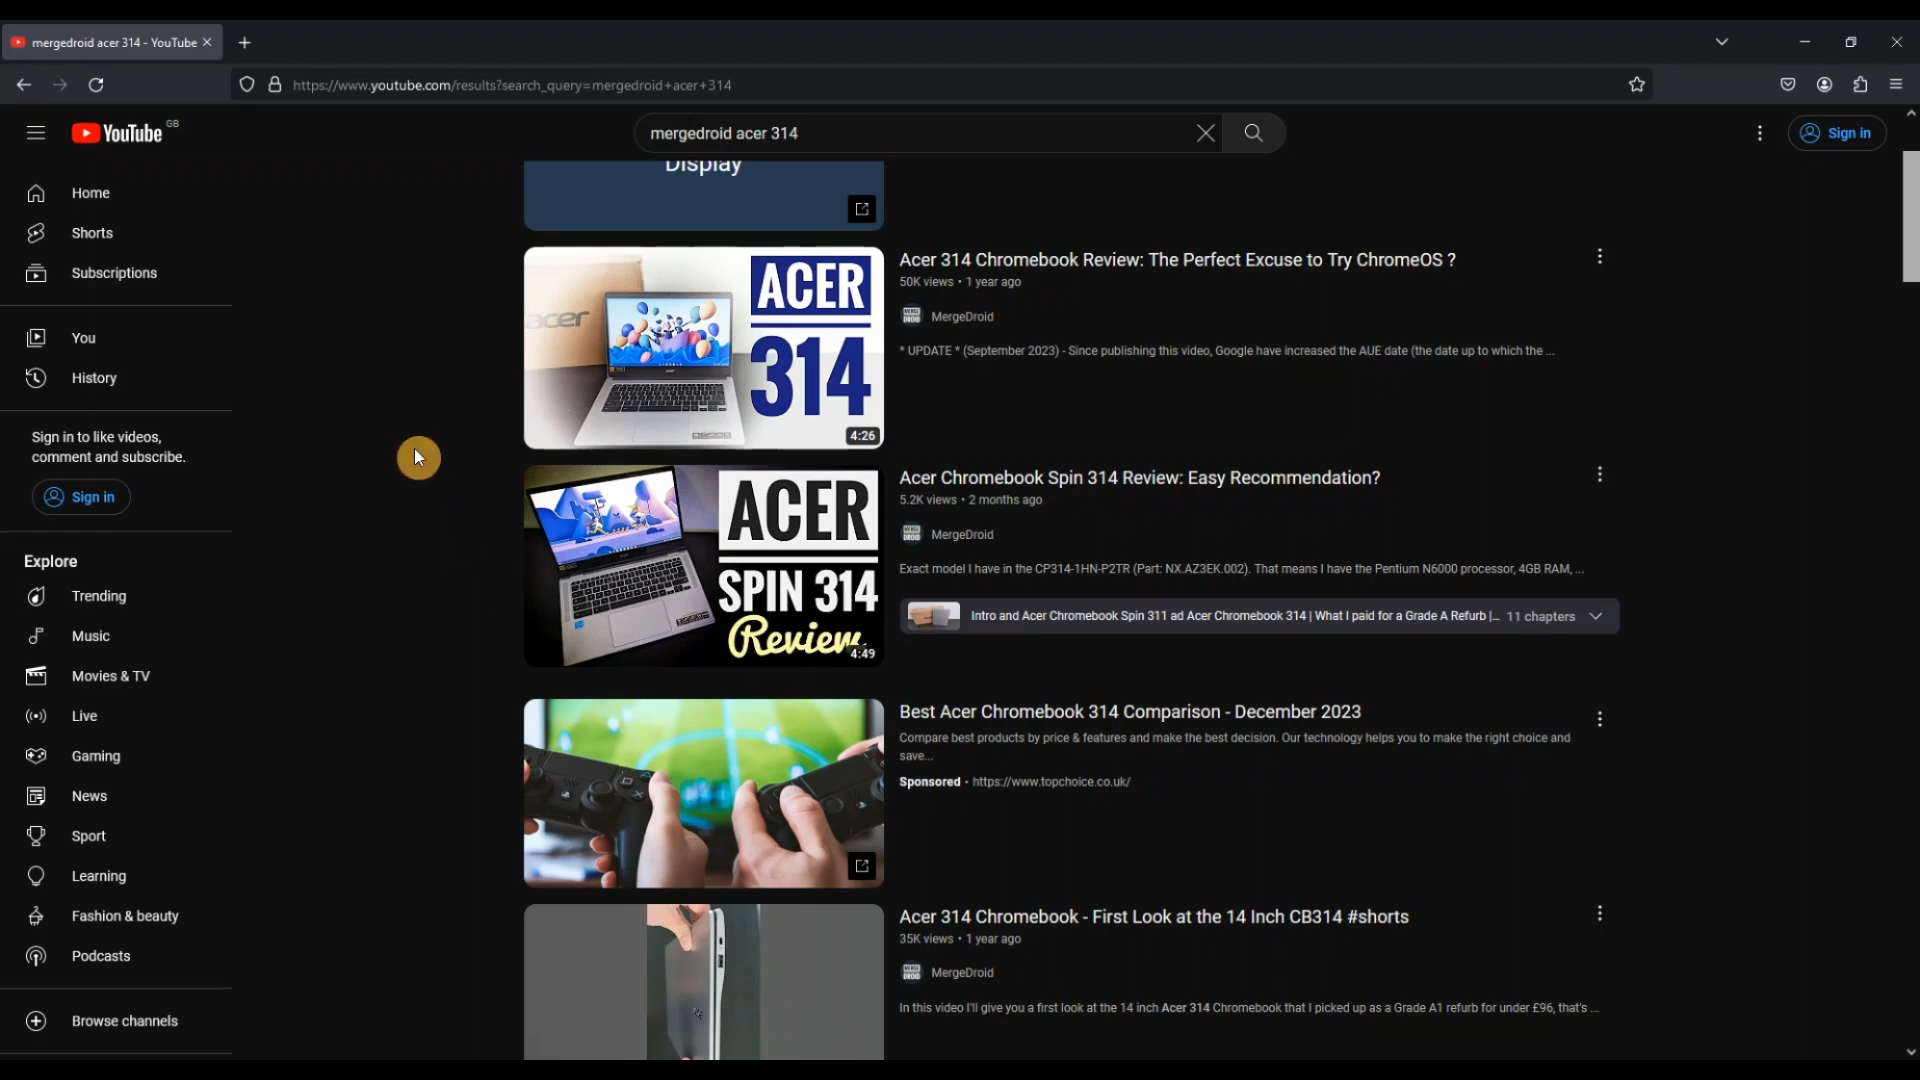 mergedroid acer 314 - YouTube
https://www.youtube.com/results?search_query=mergedroid+acer+314
YouTube GB
mergedroid acer 314
Sign in
Home
Shorts
Subscriptions
You
History
Sign in to like videos,
comment and subscribe.
Sign in
Explore
Trending
Music
Movies & TV
Live
Gaming
News
Sport
Learning
Fashion & beauty
Podcasts
Browse channels
Display
acer
ACER
314
4:26
Acer 314 Chromebook Review: The Perfect Excuse to Try ChromeOS ?
50K views • 1 year ago
MergeDroid
* UPDATE * (September 2023) - Since publishing this video, Google have increased the AUE date (the date up to which the ...
ACER
SPIN 314
Review
4:49
Acer Chromebook Spin 314 Review: Easy Recommendation?
5.2K views • 2 months ago
MergeDroid
Exact model I have in the CP314-1HN-P2TR (Part: NX.AZ3EK.002). That means I have the Pentium N6000 processor, 4GB RAM, ...
Intro and Acer Chromebook Spin 311 ad Acer Chromebook 314 | What I paid for a Grade A Refurb |... 11 chapters
Best Acer Chromebook 314 Comparison - December 2023
Compare best products by price & features and make the best decision. Our technology helps you to make the right choice and
save...
Sponsored • https://www.topchoice.co.uk/
Acer 314 Chromebook - First Look at the 14 Inch CB314 #shorts
35K views • 1 year ago
MergeDroid
In this video I'll give you a first look at the 14 inch Acer 314 Chromebook that I picked up as a Grade A1 refurb for under £96, that's ...